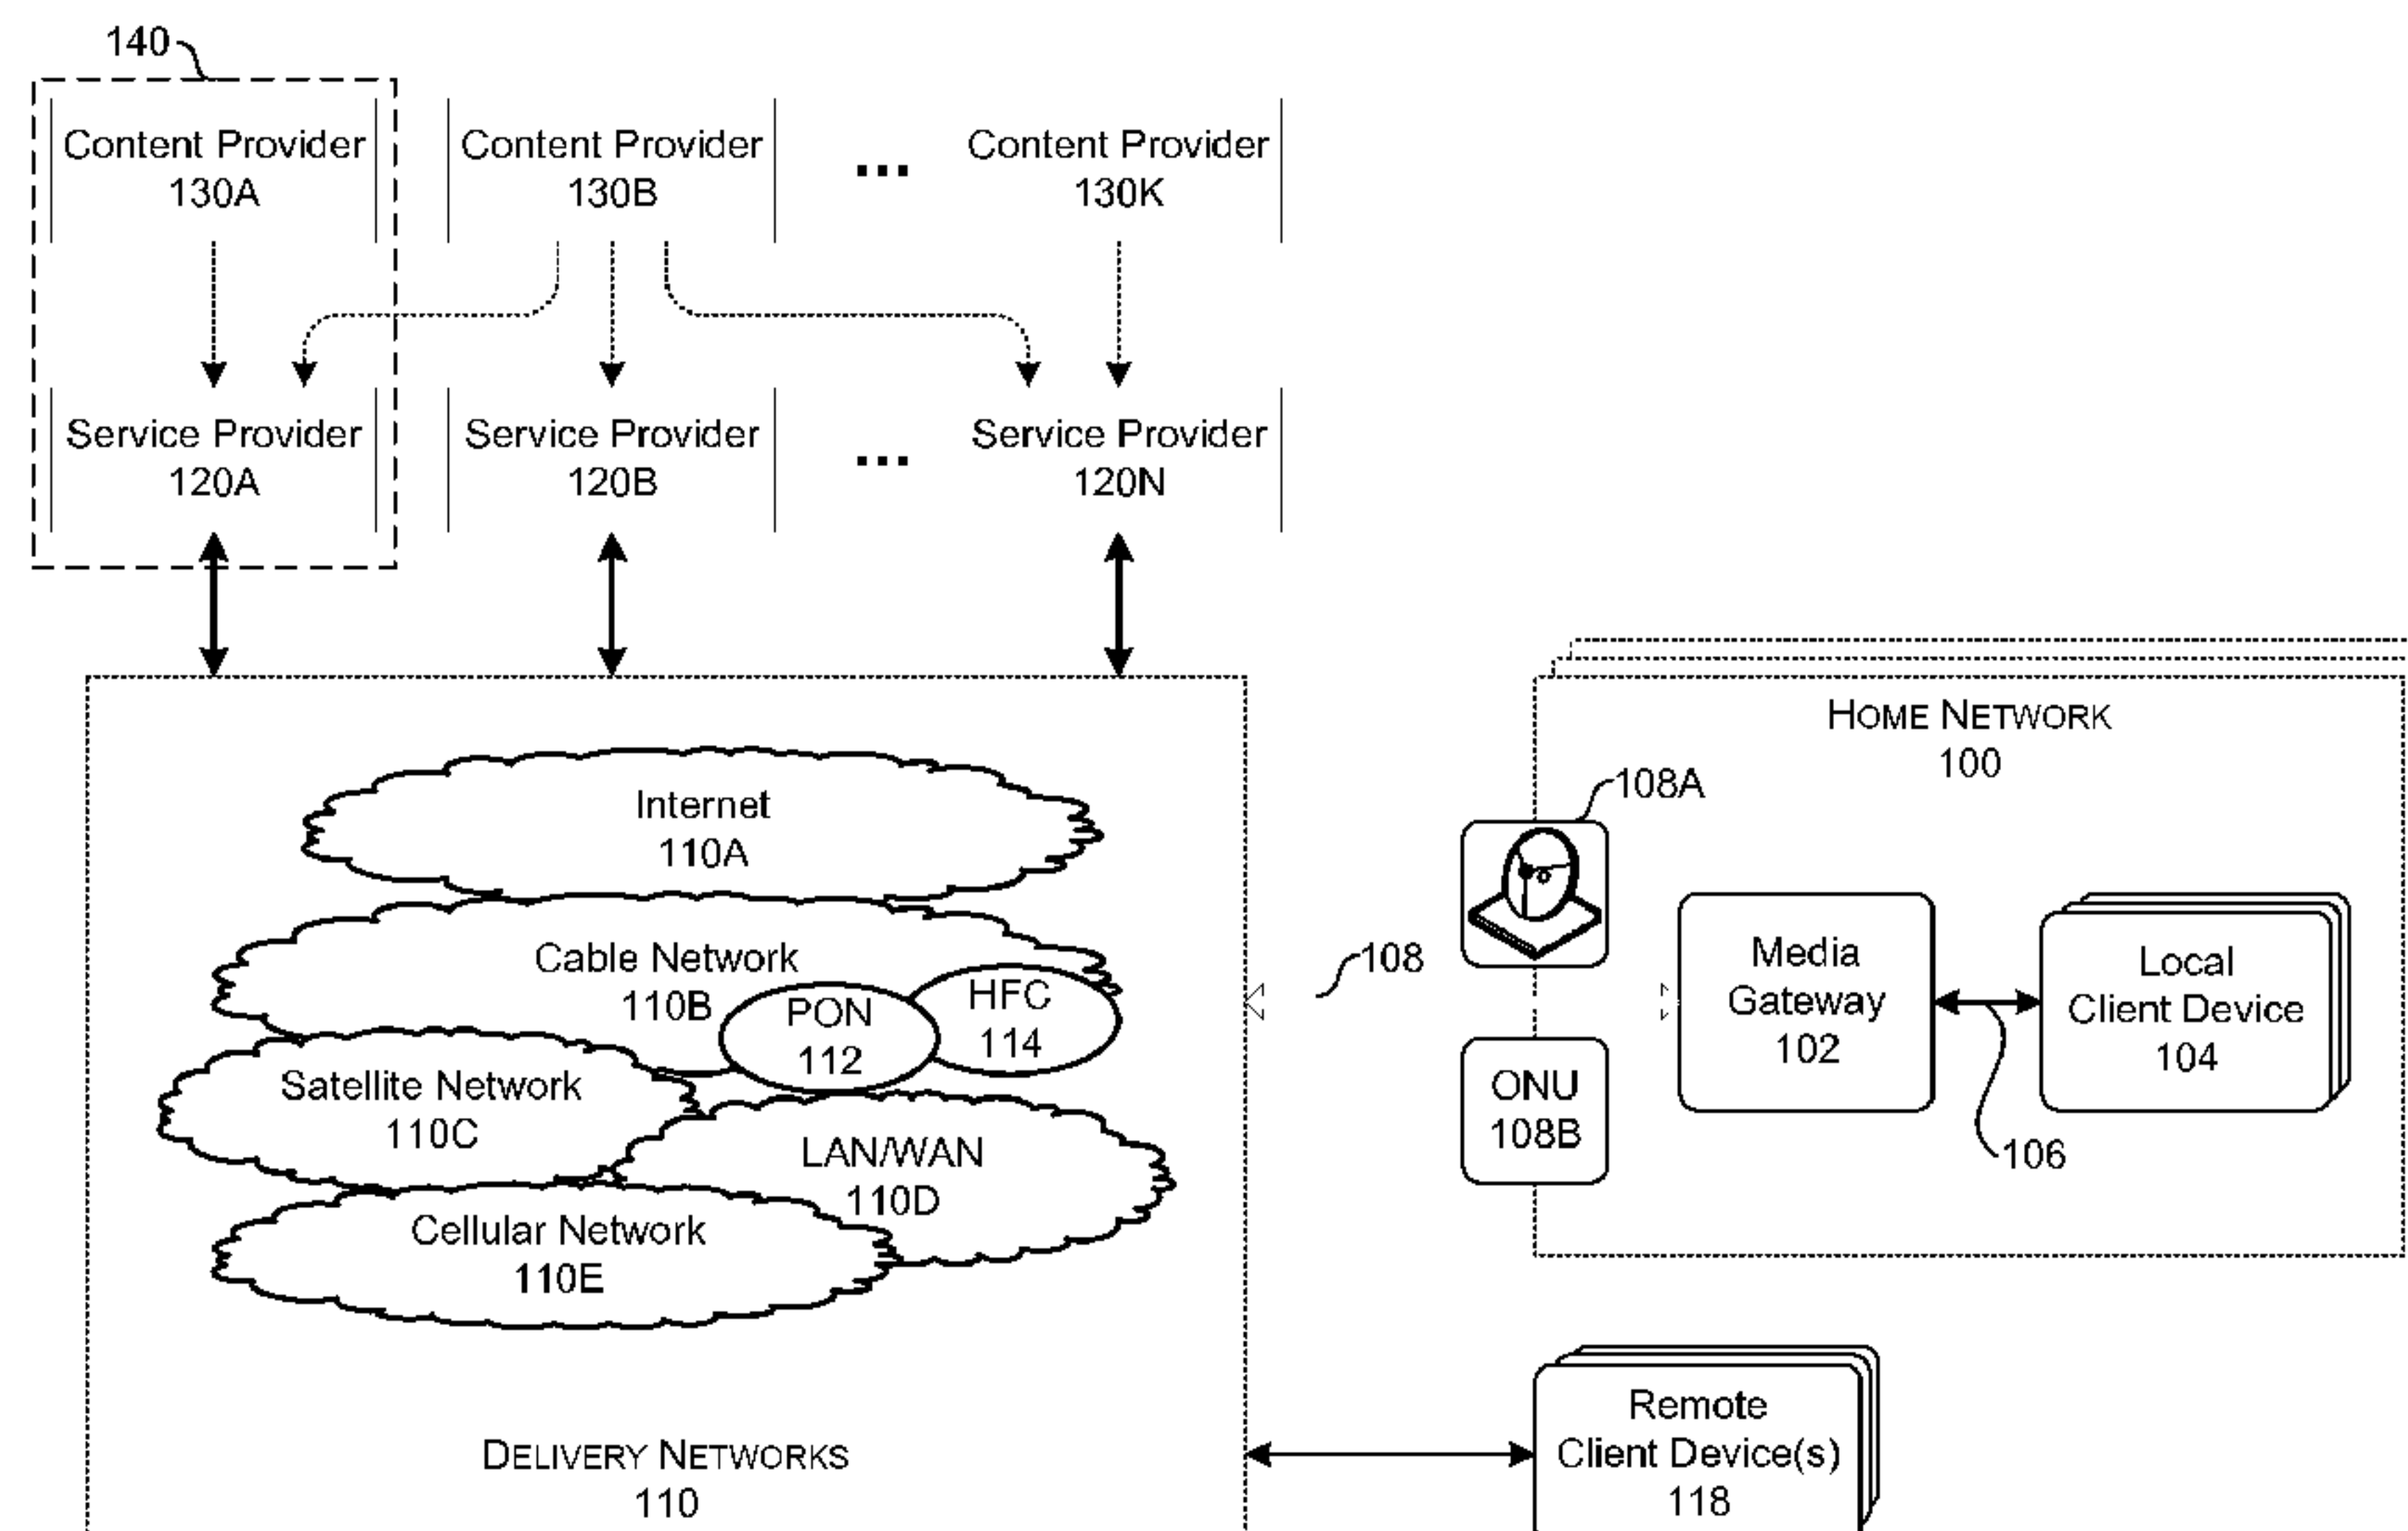 140
Content Provider
130A
Content Provider
130B
...
Content Provider
130K
Service Provider
120A
Service Provider
120B
...
Service Provider
120N
HOME NETWORK
100
108A
Internet
110A
Cable Network
110B
PON
112
HFC
114
108
Media
Gateway
102
Local
Client Device
104
106
ONU
108B
Satellite Network
110C
LAN/WAN
110D
Cellular Network
110E
DELIVERY NETWORKS
110
Remote
Client Device(s)
118